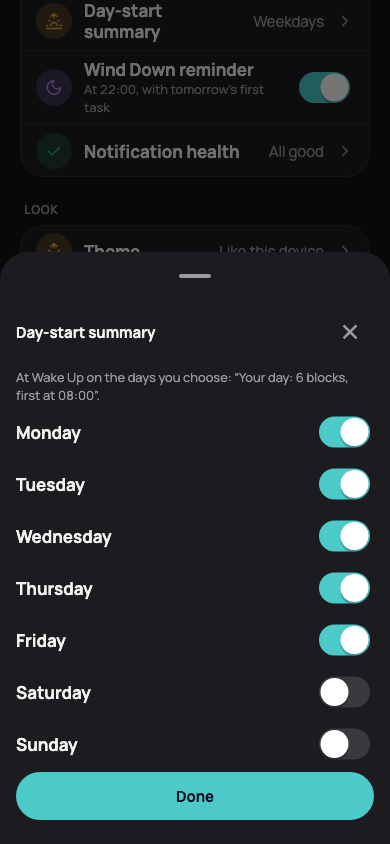 Day-start
summary
Weekdays
Wind Down reminder
At 22:00, with tomorrow's first
task
Notification health
All good
LOOK
Theme
Like this device
Day-start summary
At Wake Up on the days you choose: “Your day: 6 blocks,
first at 08:00”.
Monday
Tuesday
Wednesday
Thursday
Friday
Saturday
Sunday
Done